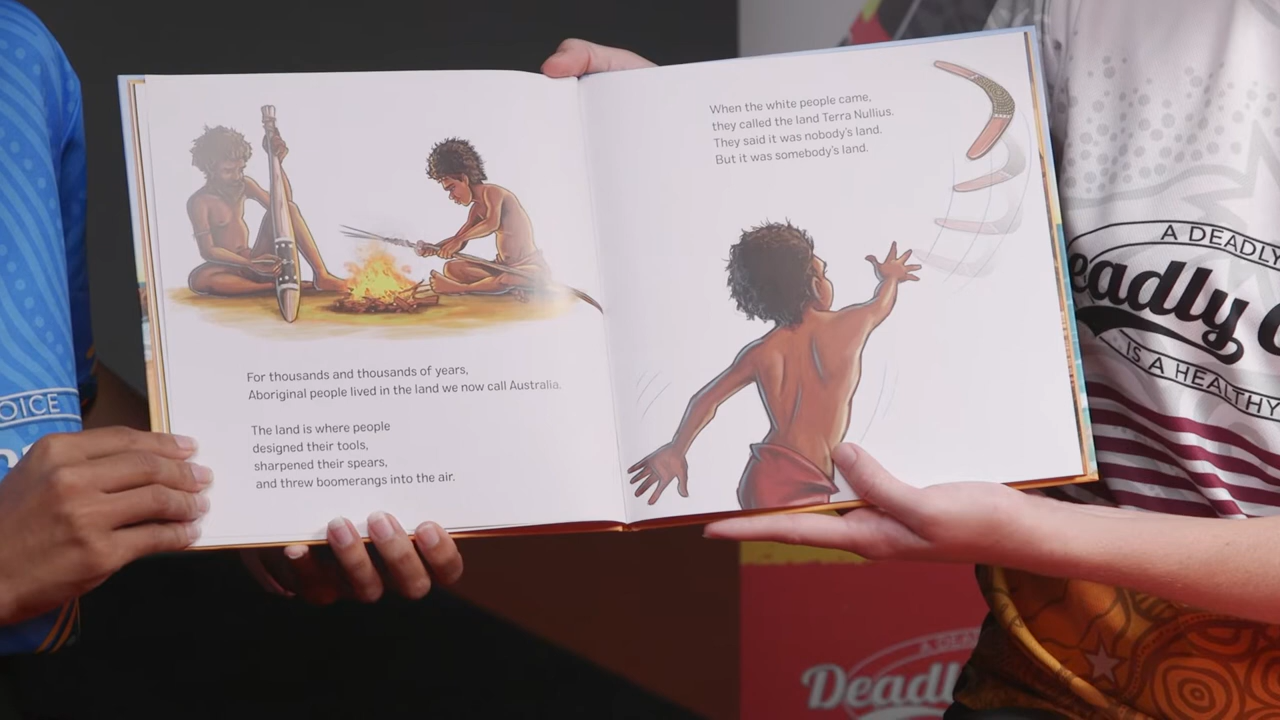 For thousands and thousands of years,
Aboriginal people lived in the land we now call Australia.
The land is where people
designed their tools,
sharpened their spears,
and threw boomerangs into the air.
When the white people came,
they called the land Terra Nullius.
They said it was nobody's land.
But it was somebody's land.
OICE
A DEADLY
eadly
IS A HEALTHY
A DEA
Deadl